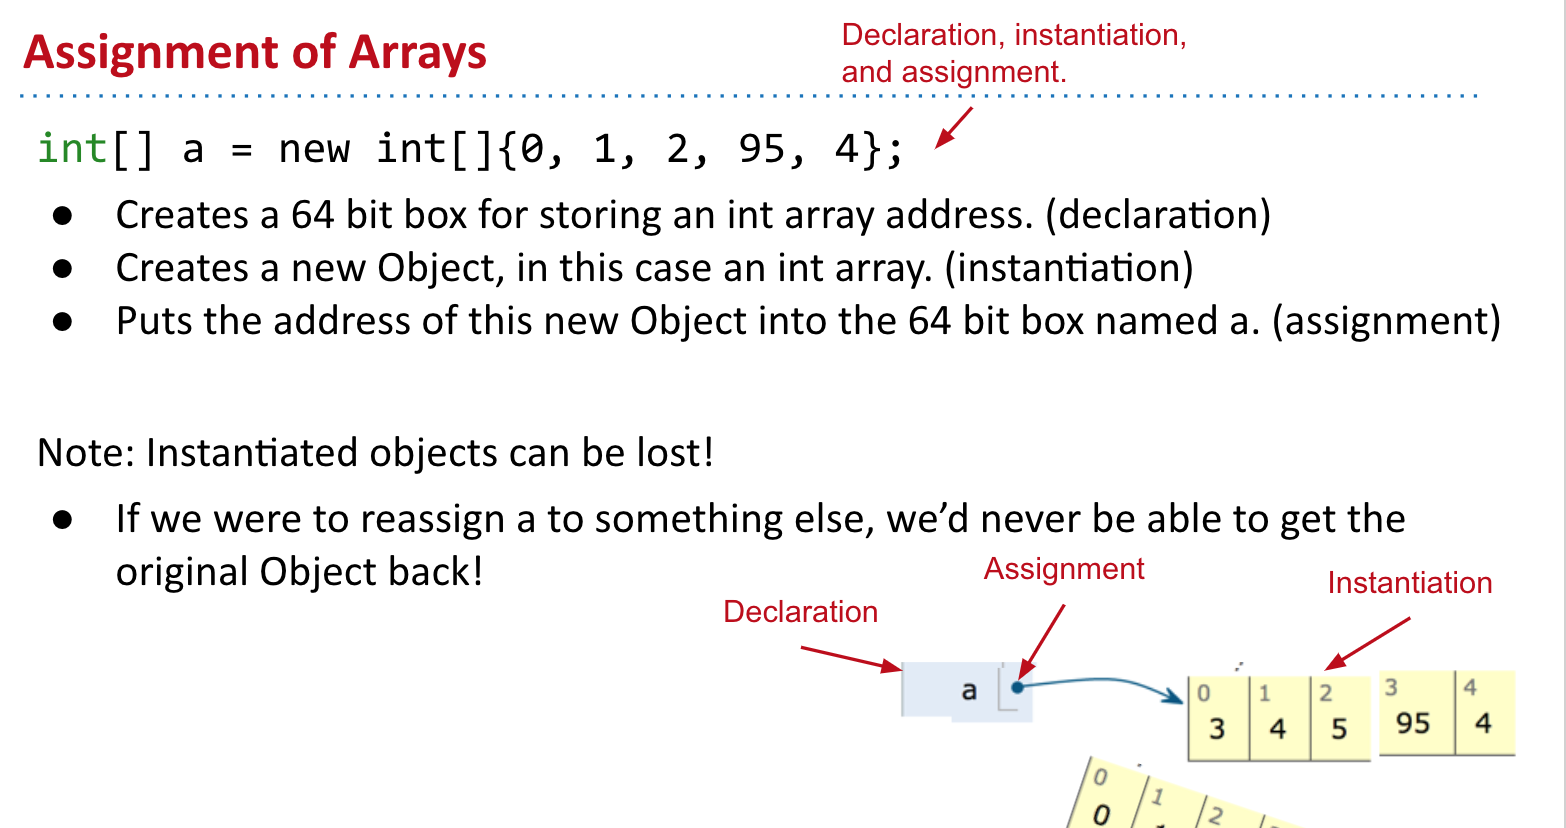 Assignment of Arrays
Declaration, instantiation,
and assignment.
int[] a = new int[]{0, 1, 2, 95, 4};
● Creates a 64 bit box for storing an int array address. (declaration)
● Creates a new Object, in this case an int array. (instantiation)
● Puts the address of this new Object into the 64 bit box named a. (assignment)
Note: Instantiated objects can be lost!
● If we were to reassign a to something else, we’d never be able to get the
original Object back!
Assignment
Instantiation
Declaration
a
0 1 2 3 4
3 4 5 95 4
0 1 2
0